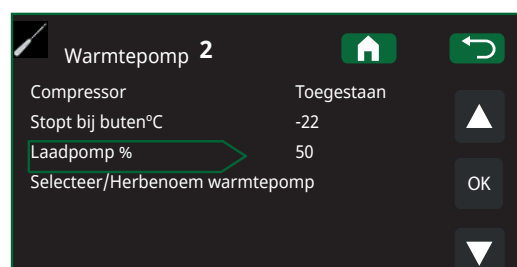 Warmtepomp 2
Compressor Toegestaan
Stopt bij buten°C -22
Laadpomp % 50
Selecteer/Herbenoem warmtepomp
OK